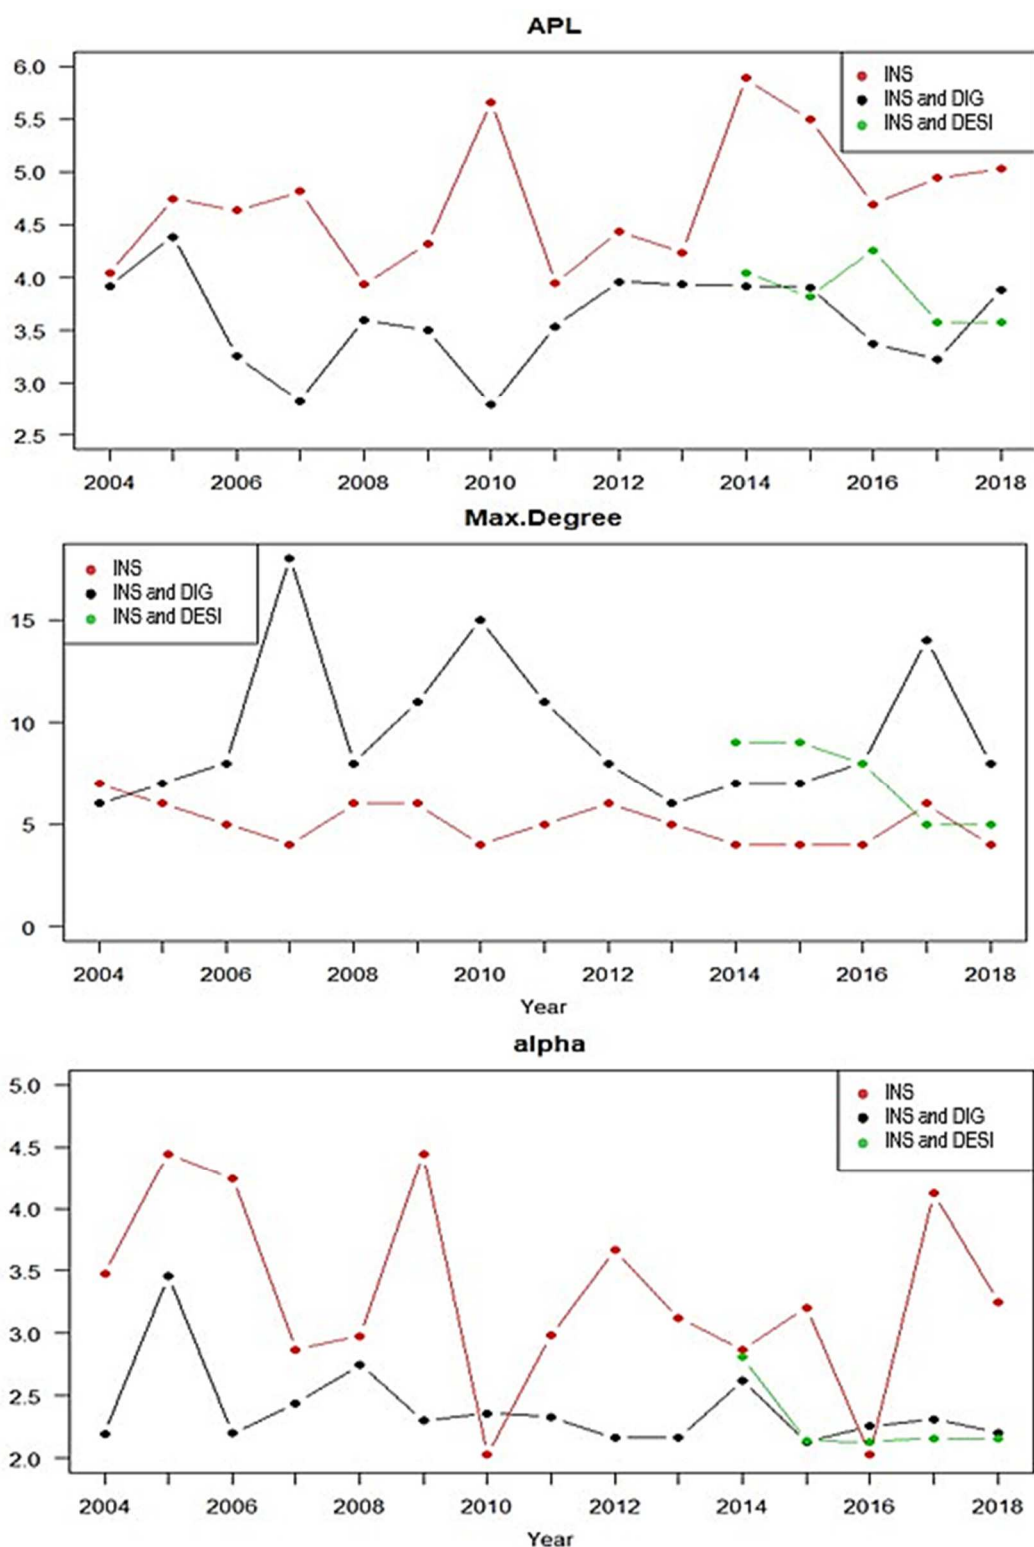 APL
6.0
5.5
5.0
4.5
4.0
3.5
3.0
2.5
INS
INS and DIG
INS and DESI
2004 2006 2008 2010 2012 2014 2016 2018
Max.Degree
INS
INS and DIG
INS and DESI
15
10
5
0
2004 2006 2008 2010 2012 2014 2016 2018
Year
alpha
5.0
4.5
4.0
3.5
3.0
2.5
2.0
INS
INS and DIG
INS and DESI
2004 2006 2008 2010 2012 2014 2016 2018
Year